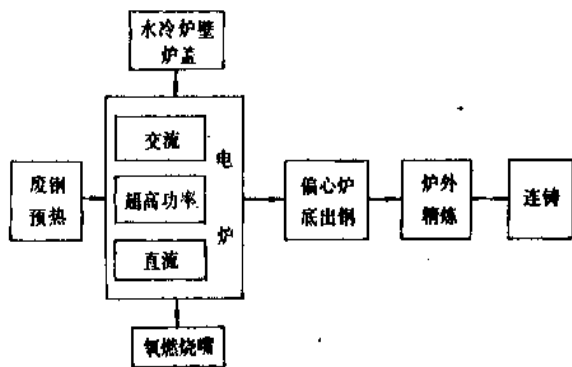 水冷炉壁
炉盖
交流
电
废钢
预热
超高功率
偏心炉
底出钢
炉外
精炼
连铸
炉
直流
氧燃烧嘴